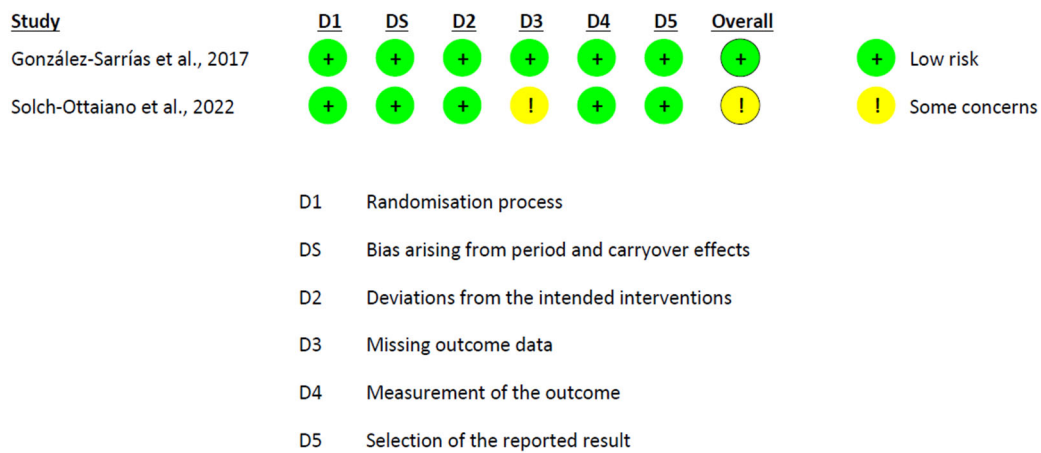 Study D1 DS D2 D3 D4 D5 Overall
González-Sarrías et al., 2017 + + + + + + + + Low risk
Solch-Ottaiano et al., 2022 + + + ! + + ! ! Some concerns
D1 Randomisation process
DS Bias arising from period and carryover effects
D2 Deviations from the intended interventions
D3 Missing outcome data
D4 Measurement of the outcome
D5 Selection of the reported result